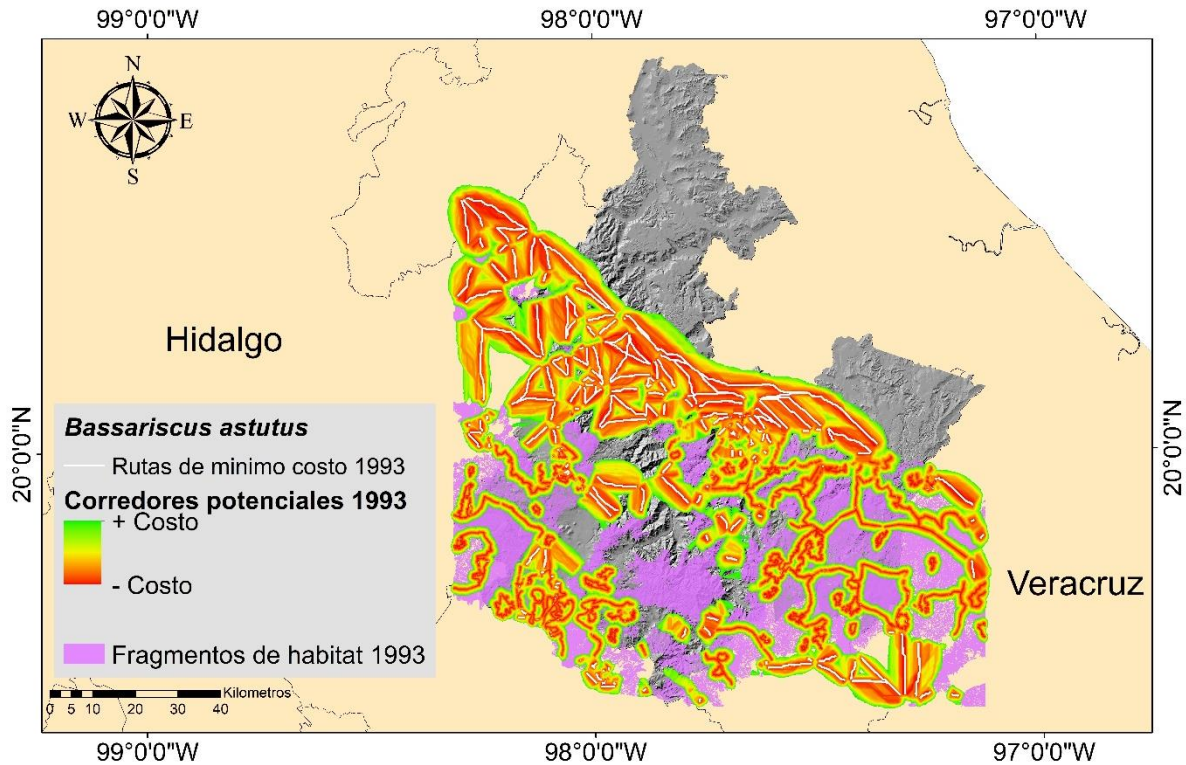 99°0'0"W 98°0'0"W 97°0'0"W
N
W E
S
Hidalgo
20°0'0"N 20°0'0"N
Bassariscus astutus
Rutas de minimo costo 1993
Corredores potenciales 1993
+ Costo
- Costo
Veracruz
Fragmentos de habitat 1993
Kilometros
0 5 10 20 30 40
99°0'0"W 98°0'0"W 97°0'0"W